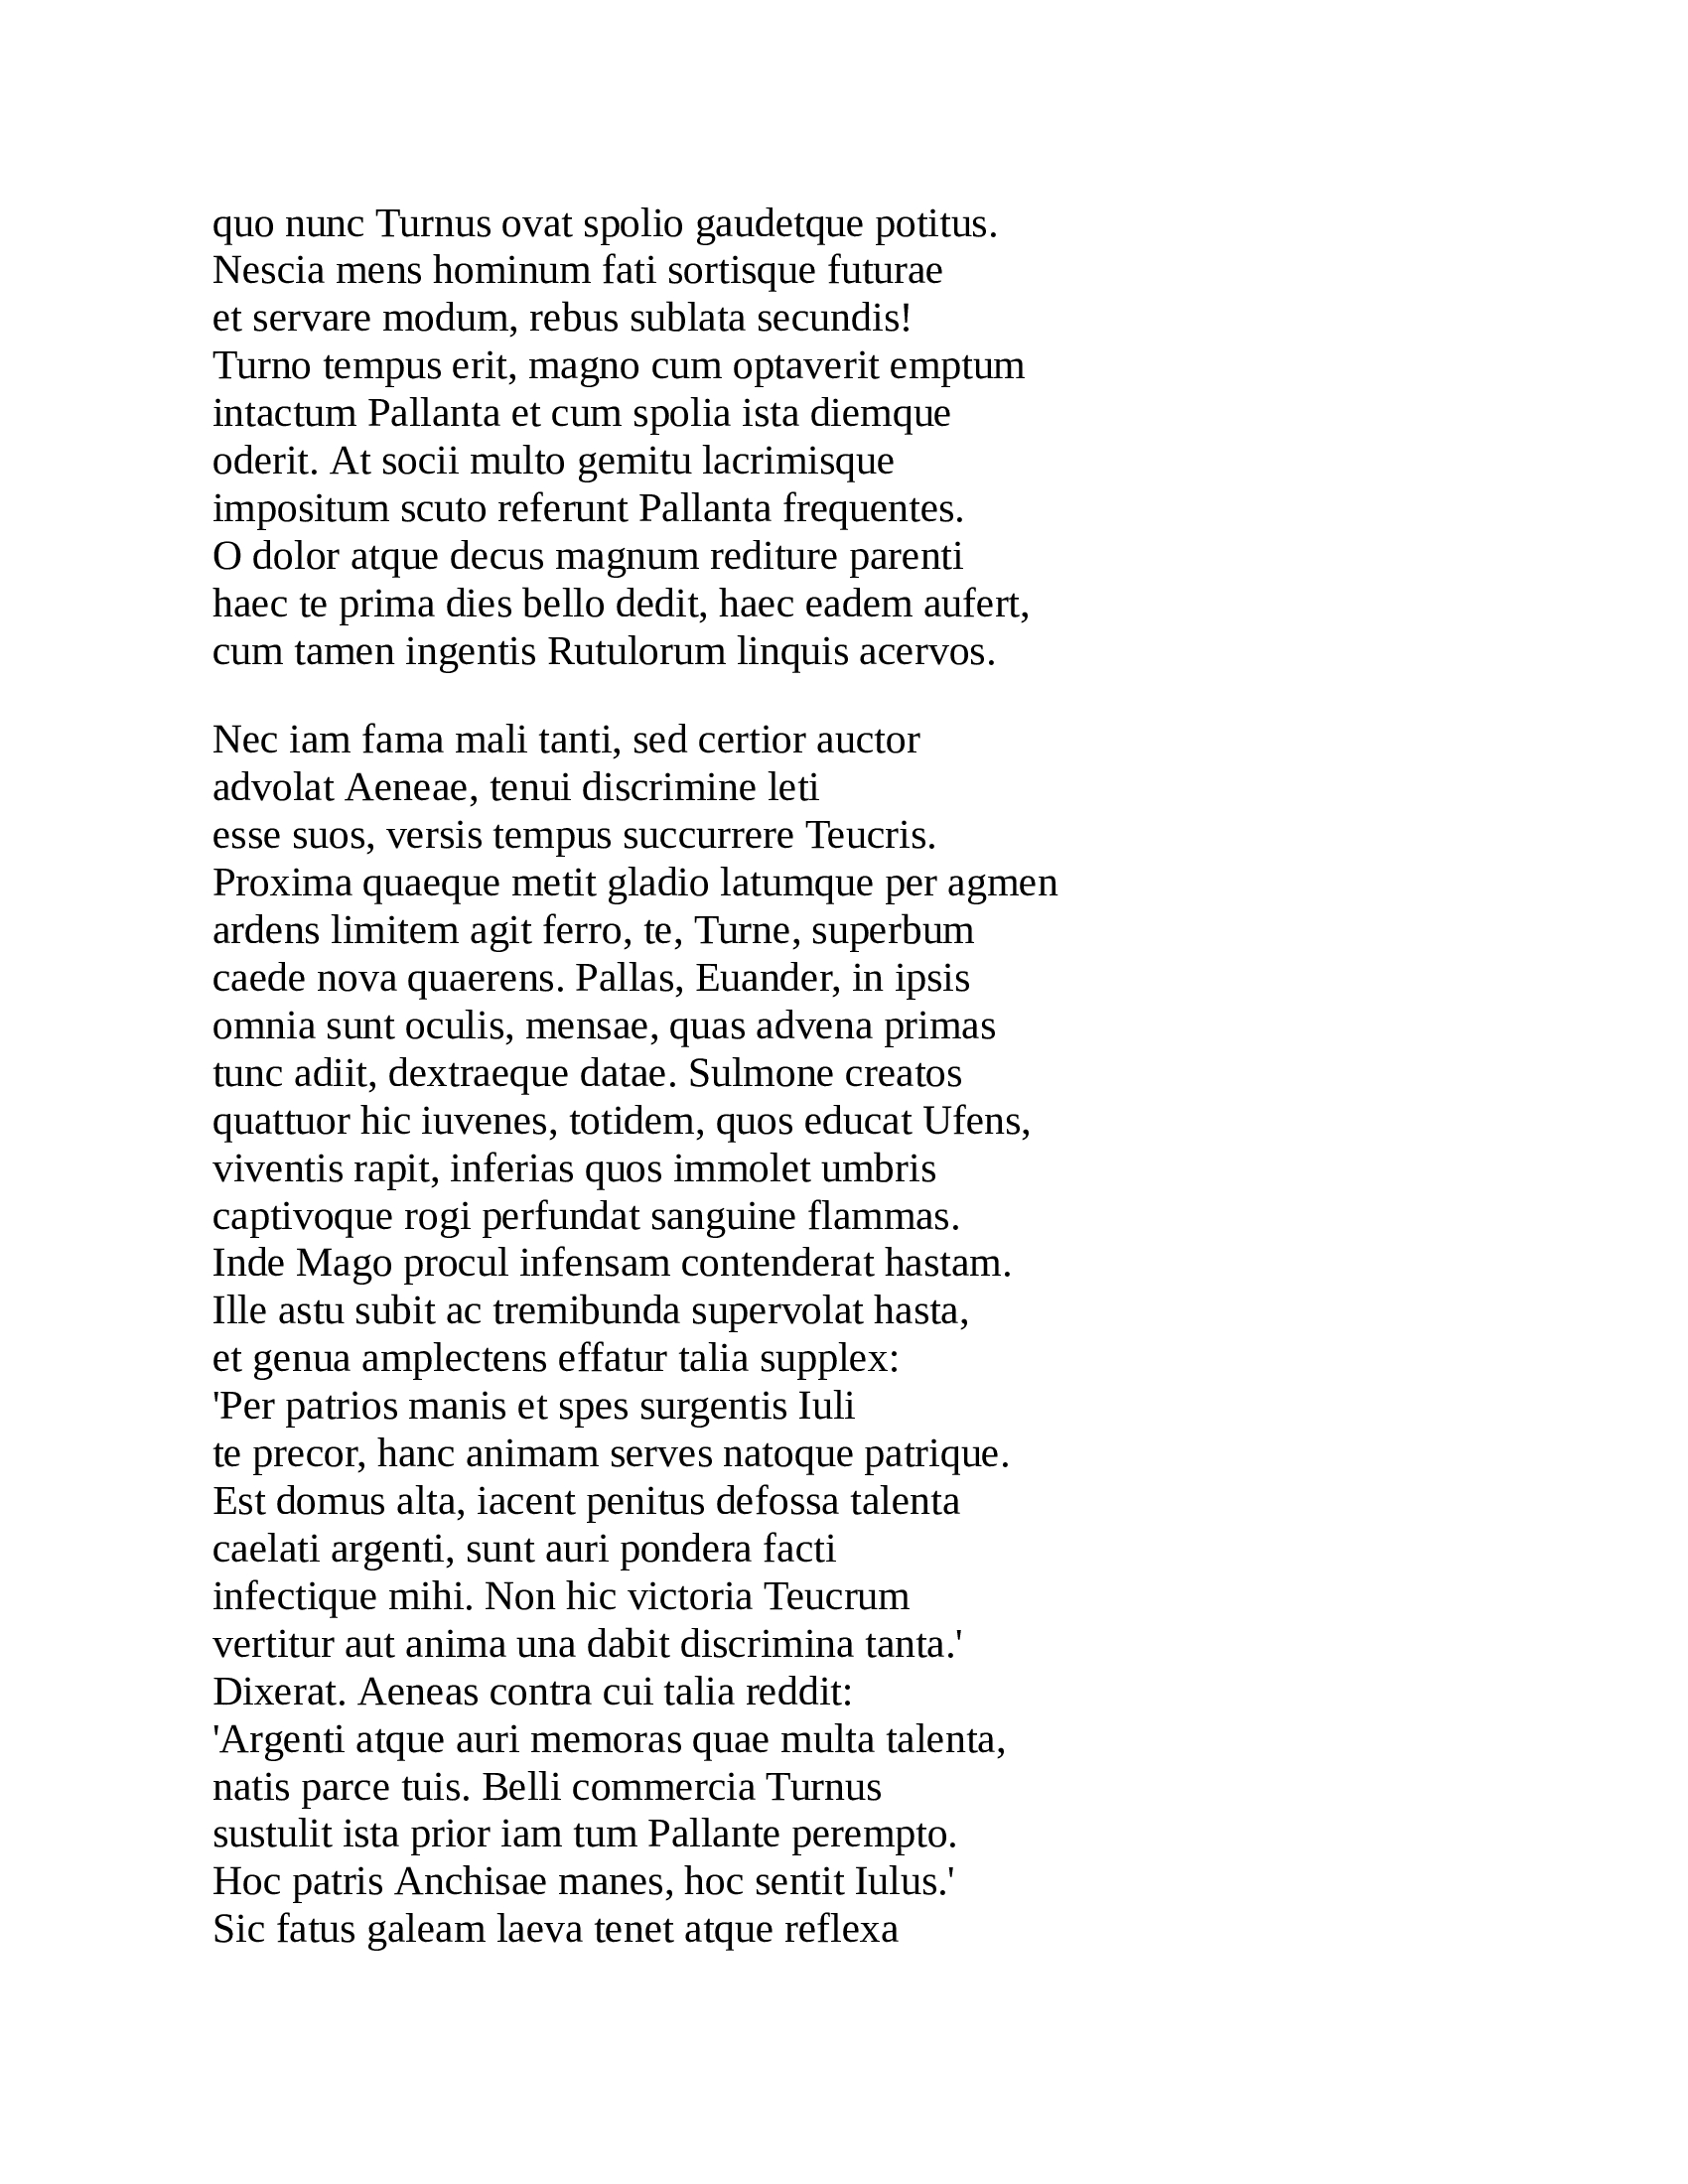 quo nunc Turnus ovat spolio gaudetque potitus.
Nescia mens hominum fati sortisque futurae
et servare modum, rebus sublata secundis!
Turno tempus erit, magno cum optaverit emptum
intactum Pallanta et cum spolia ista diemque
oderit. At socii multo gemitu lacrimisque
impositum scuto referunt Pallanta frequentes.
O dolor atque decus magnum rediture parenti
haec te prima dies bello dedit, haec eadem aufert,
cum tamen ingentis Rutulorum linquis acervos.

Nec iam fama mali tanti, sed certior auctor
advolat Aeneae, tenui discrimine leti
esse suos, versis tempus succurrere Teucris.
Proxima quaeque metit gladio latumque per agmen
ardens limitem agit ferro, te, Turne, superbum
caede nova quaerens. Pallas, Euander, in ipsis
omnia sunt oculis, mensae, quas advena primas
tunc adiit, dextraeque datae. Sulmone creatos
quattuor hic iuvenes, totidem, quos educat Ufens,
viventis rapit, inferias quos immolet umbris
captivoque rogi perfundat sanguine flammas.
Inde Mago procul infensam contenderat hastam.
Ille astu subit ac tremibunda supervolat hasta,
et genua amplectens effatur talia supplex:
'Per patrios manis et spes surgentis Iuli
te precor, hanc animam serves natoque patrique.
Est domus alta, iacent penitus defossa talenta
caelati argenti, sunt auri pondera facti
infectique mihi. Non hic victoria Teucrum
vertitur aut anima una dabit discrimina tanta.'
Dixerat. Aeneas contra cui talia reddit:
'Argenti atque auri memoras quae multa talenta,
natis parce tuis. Belli commercia Turnus
sustulit ista prior iam tum Pallante perempto.
Hoc patris Anchisae manes, hoc sentit Iulus.'
Sic fatus galeam laeva tenet atque reflexa